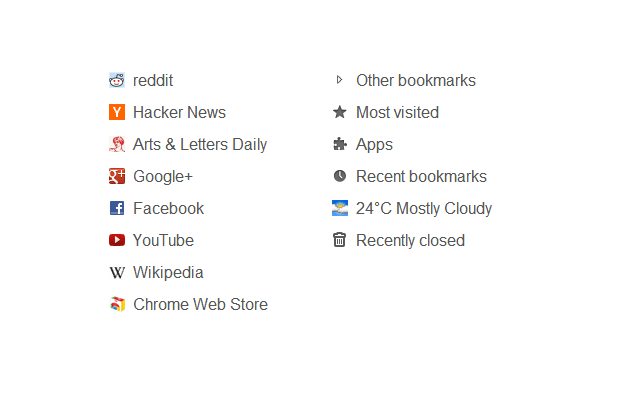 reddit
Hacker News
Arts & Letters Daily
Google+
Facebook
YouTube
Wikipedia
Chrome Web Store
Other bookmarks
Most visited
Apps
Recent bookmarks
24°C Mostly Cloudy
Recently closed